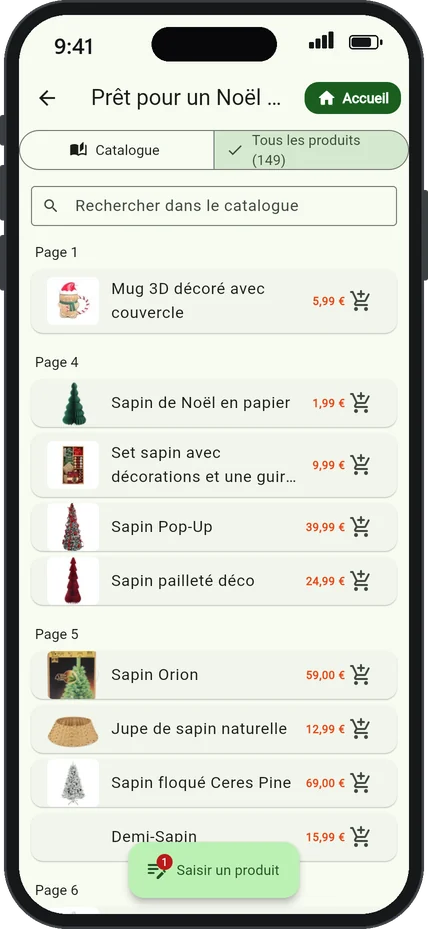 9:41
Prêt pour un Noël ...
Accueil
Catalogue
Tous les produits
(149)
Rechercher dans le catalogue
Page 1
Mug 3D décoré avec
couvercle
5,99 €
Page 4
Sapin de Noël en papier
1,99 €
Set sapin avec
décorations et une guir...
9,99 €
Sapin Pop-Up
39,99 €
Sapin pailleté déco
24,99 €
Page 5
Sapin Orion
59,00 €
Jupe de sapin naturelle
12,99 €
Sapin floqué Ceres Pine
69,00 €
Demi-Sapin
15,99 €
1
Saisir un produit
Page 6